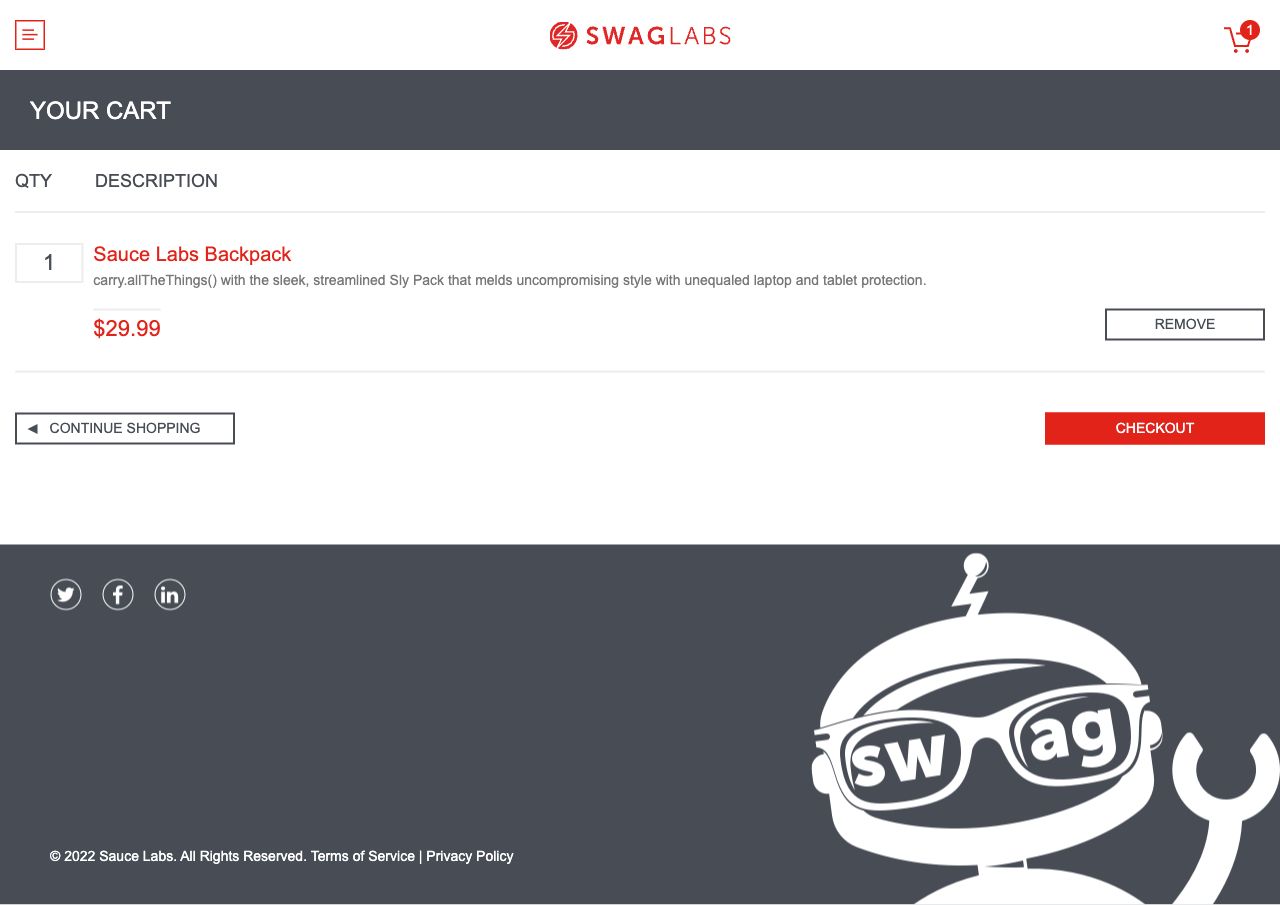 SWAGLABS
1
YOUR CART
QTY DESCRIPTION
1 Sauce Labs Backpack
carry.allTheThings() with the sleek, streamlined Sly Pack that melds uncompromising style with unequaled laptop and tablet protection.
$29.99 REMOVE
CONTINUE SHOPPING CHECKOUT
swag
© 2022 Sauce Labs. All Rights Reserved. Terms of Service | Privacy Policy